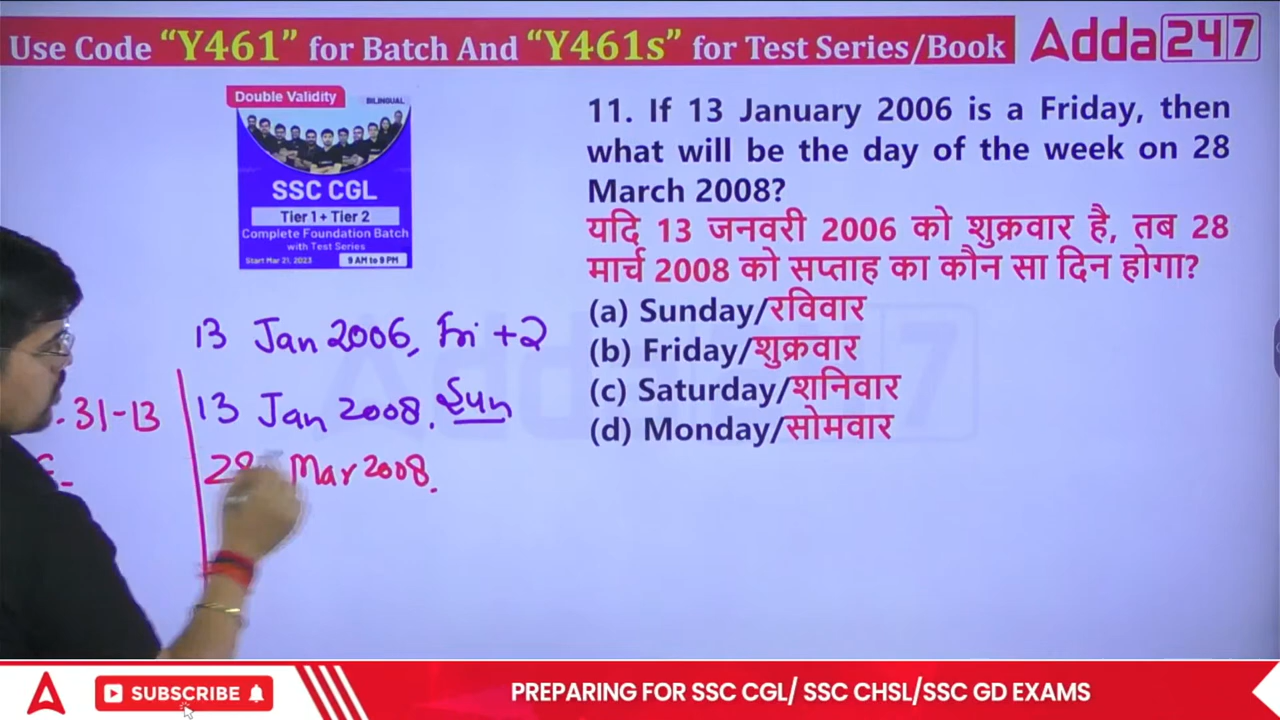 Use Code “Y461” for Batch And “Y461s” for Test Series/Book
Adda247
Double Validity
BILINGUAL
SSC CGL
Tier 1 + Tier 2
Complete Foundation Batch
with Test Series
Start Mar 21, 2023
9 AM to 9 PM
11. If 13 January 2006 is a Friday, then
what will be the day of the week on 28
March 2008?
यदि 13 जनवरी 2006 को शुक्रवार है, तब 28
मार्च 2008 को सप्ताह का कौन सा दिन होगा?
(a) Sunday/रविवार
(b) Friday/शुक्रवार
(c) Saturday/शनिवार
(d) Monday/सोमवार
13 Jan 2006, Fri +2
31-13
13 Jan 2008. Sun
28 Mar 2008.
SUBSCRIBE
PREPARING FOR SSC CGL/ SSC CHSL/SSC GD EXAMS